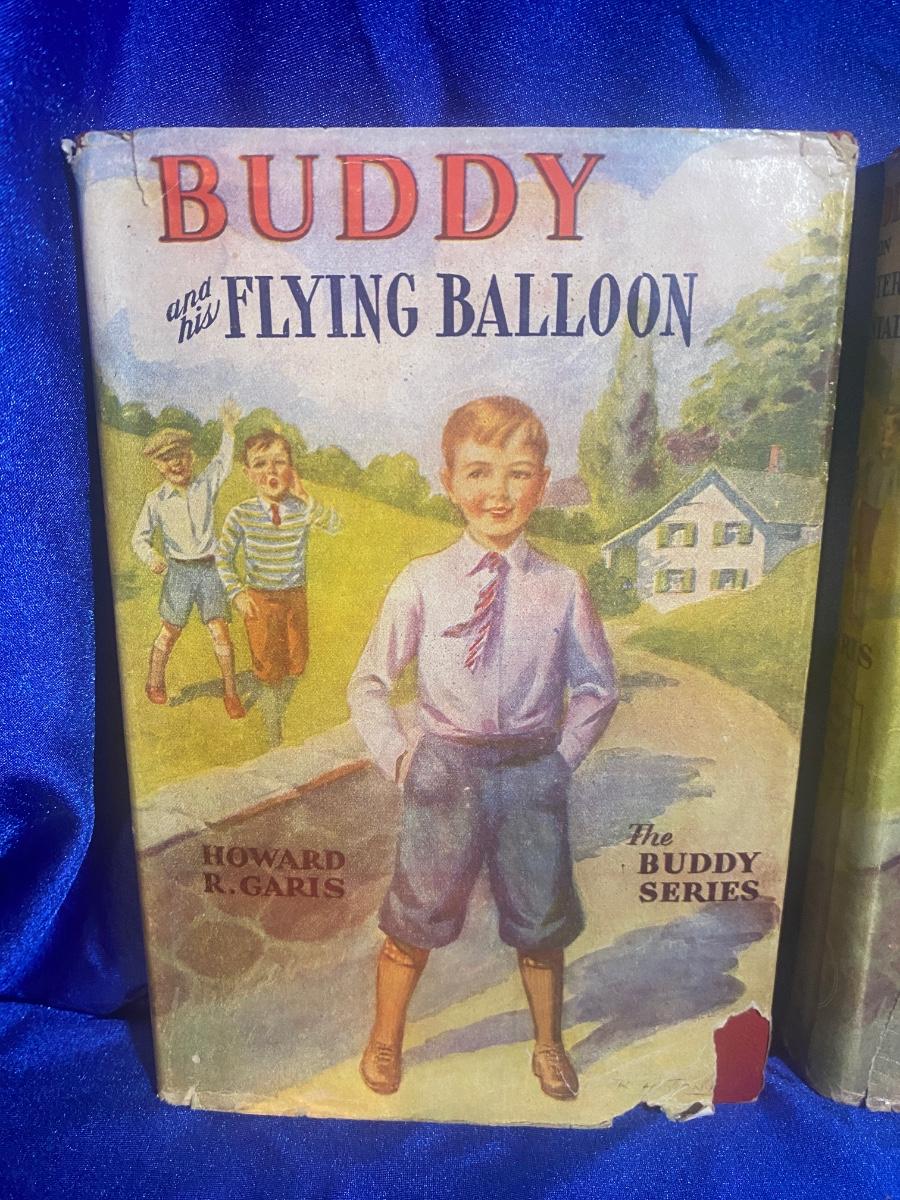 BUDDY
and his FLYING BALLOON
HOWARD
R. GARIS
The
BUDDY
SERIES